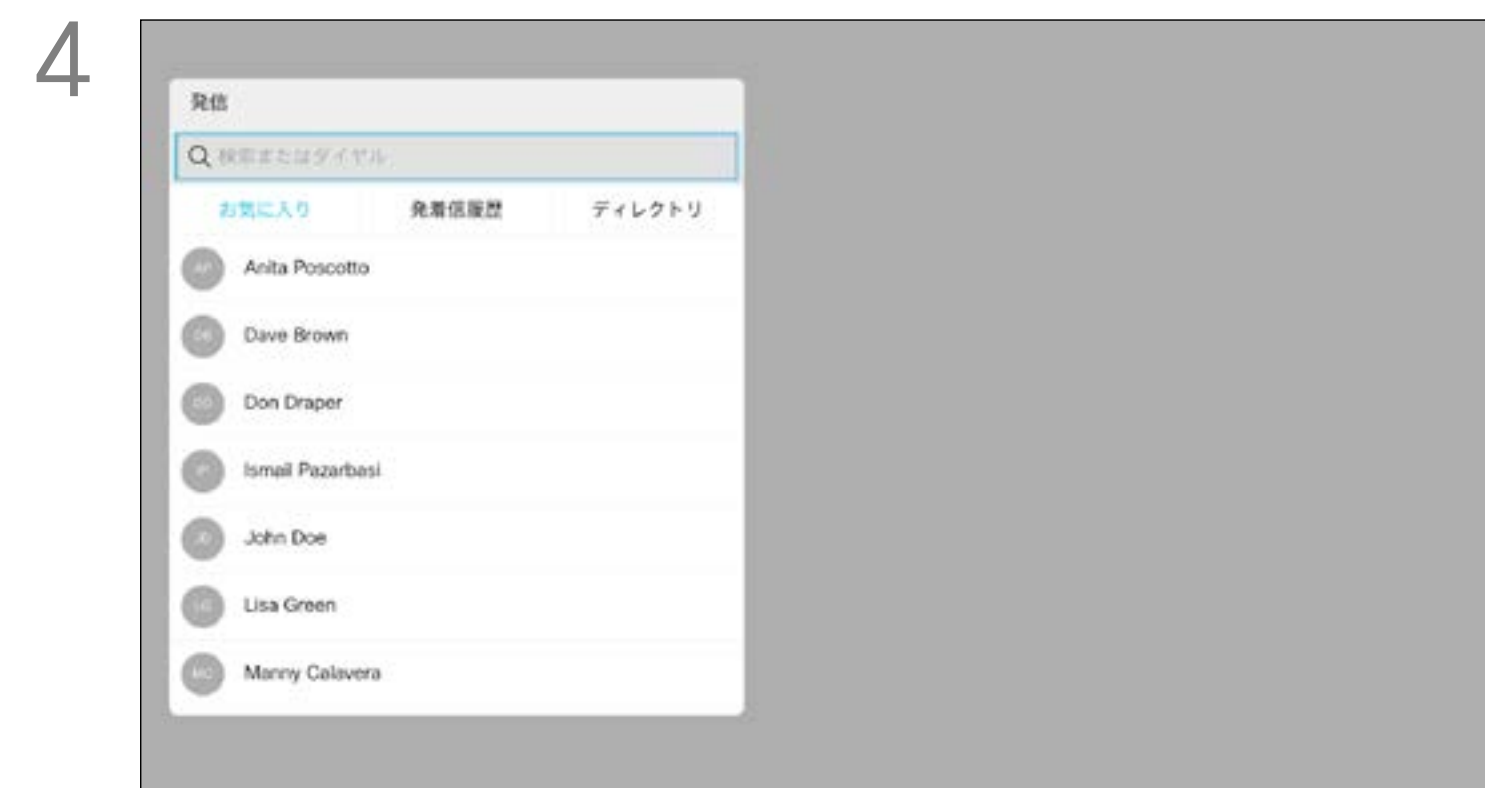 4
発信
検索またはダイヤル
お気に入り 発着信履歴 ディレクトリ
Anita Poscotto
Dave Brown
Don Draper
Ismail Pazarbasi
John Doe
Lisa Green
Manny Calavera